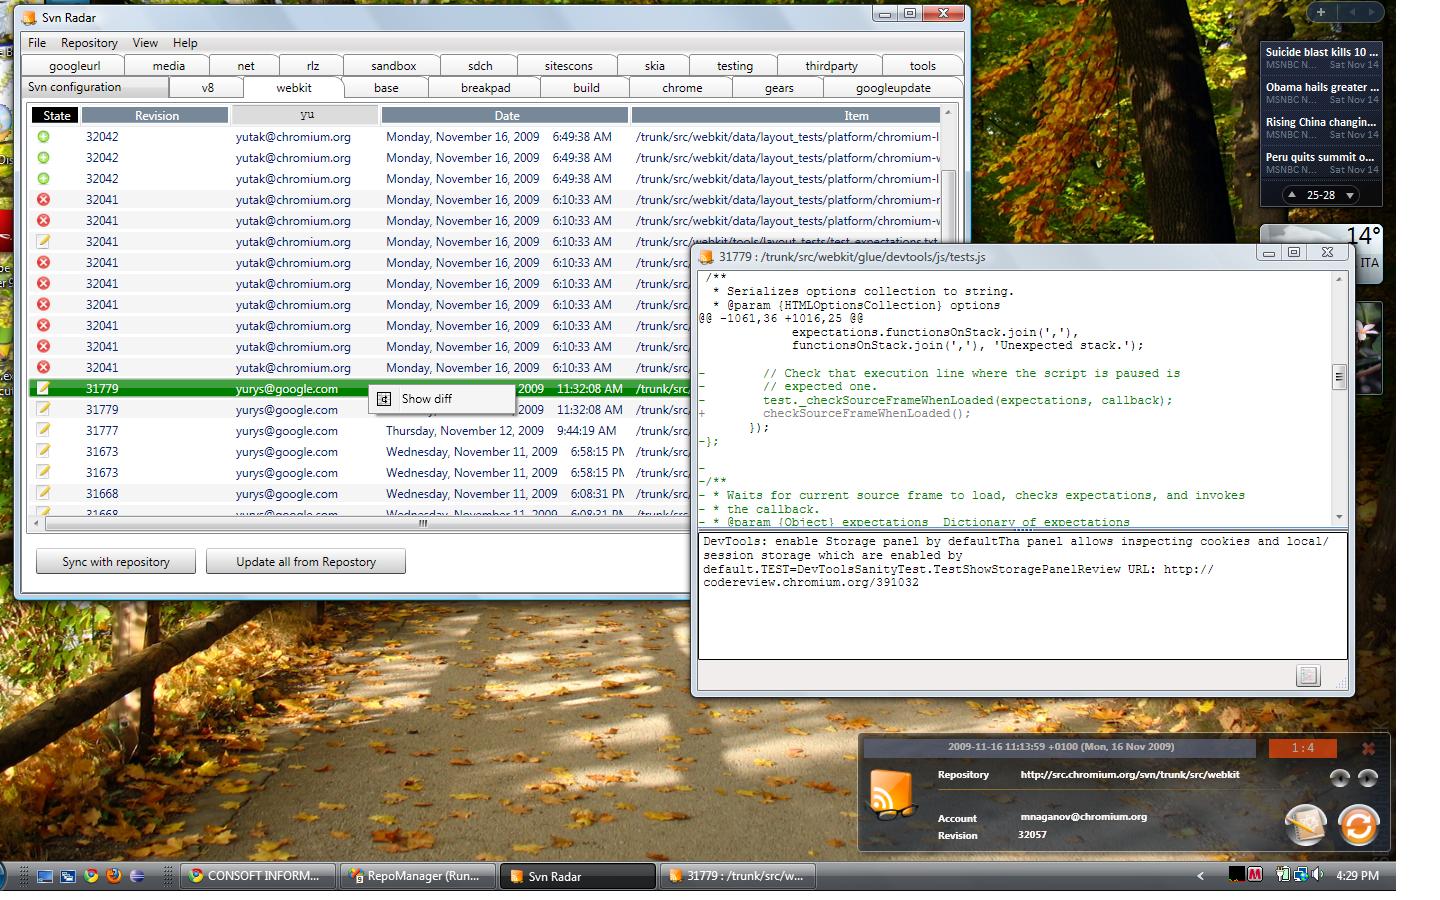 Svn Radar
File Repository View Help
googleurl media net rlz sandbox sdch sitescons skia testing thirdparty tools
Svn configuration v8 webkit base breakpad build chrome gears googleupdate
State Revision yu Date Item
32042 yutak@chromium.org Monday, November 16, 2009 6:49:38 AM /trunk/src/webkit/data/layout_tests/platform/chromium-l
32042 yutak@chromium.org Monday, November 16, 2009 6:49:38 AM /trunk/src/webkit/data/layout_tests/platform/chromium-w
32042 yutak@chromium.org Monday, November 16, 2009 6:49:38 AM /trunk/src/webkit/data/layout_tests/platform/chromium-l
32041 yutak@chromium.org Monday, November 16, 2009 6:10:33 AM /trunk/src/webkit/data/layout_tests/platform/chromium-r
32041 yutak@chromium.org Monday, November 16, 2009 6:10:33 AM /trunk/src/webkit/data/layout_tests/platform/chromium-w
32041 yutak@chromium.org Monday, November 16, 2009 6:10:33 AM /trunk/src/webkit/tools/layout_tests/test_expectations.txt
32041 yutak@chromium.org Monday, November 16, 2009 6:10:33 AM /trunk/src/
32041 yutak@chromium.org Monday, November 16, 2009 6:10:33 AM /trunk/src/
32041 yutak@chromium.org Monday, November 16, 2009 6:10:33 AM /trunk/src/
32041 yutak@chromium.org Monday, November 16, 2009 6:10:33 AM /trunk/src/
32041 yutak@chromium.org Monday, November 16, 2009 6:10:33 AM /trunk/src/
32041 yutak@chromium.org Monday, November 16, 2009 6:10:33 AM /trunk/src/
31779 yurys@google.com 2009 11:32:08 AM /trunk/src/
Show diff
31779 yurys@google.com 2009 11:32:08 AM /trunk/src/
31777 yurys@google.com Thursday, November 12, 2009 9:44:19 AM /trunk/src/
31673 yurys@google.com Wednesday, November 11, 2009 6:58:15 PM /trunk/src/
31673 yurys@google.com Wednesday, November 11, 2009 6:58:15 PM /trunk/src/
31668 yurys@google.com Wednesday, November 11, 2009 6:08:31 PM /trunk/src/
31668 yurys@google.com Wednesday, November 11, 2009 6:08:31 PM /trunk/src/
Sync with repository Update all from Repostory
31779 : /trunk/src/webkit/glue/devtools/js/tests.js
/**
* Serializes options collection to string.
* @param {HTMLOptionsCollection} options
@@ -1061,36 +1016,25 @@
expectations.functionsOnStack.join(','),
functionsOnStack.join(','), 'Unexpected stack.');
-
- // Check that execution line where the script is paused is
- // expected one.
- test._checkSourceFrameWhenLoaded(expectations, callback);
+ checkSourceFrameWhenLoaded();
});
-};
-
-/**
- * Waits for current source frame to load, checks expectations, and invokes
- * the callback.
- * @param {Object} expectations Dictionary of expectations
DevTools: enable Storage panel by defaultTha panel allows inspecting cookies and local/
session storage which are enabled by
default.TEST=DevToolsSanityTest.TestShowStoragePanelReview URL: http://
codereview.chromium.org/391032
Suicide blast kills 10 ...
MSNBC N... Sat Nov 14
Obama hails greater ...
MSNBC N... Sat Nov 14
Rising China changin...
MSNBC N... Sat Nov 14
Peru quits summit o...
MSNBC N... Sat Nov 14
25-28
14°
ITA
2009-11-16 11:13:59 +0100 (Mon, 16 Nov 2009) 1:4
Repository http://src.chromium.org/svn/trunk/src/webkit
Account mnaganov@chromium.org
Revision 32057
CONSOFT INFORM... RepoManager (Run... Svn Radar 31779 : /trunk/src/w... 4:29 PM